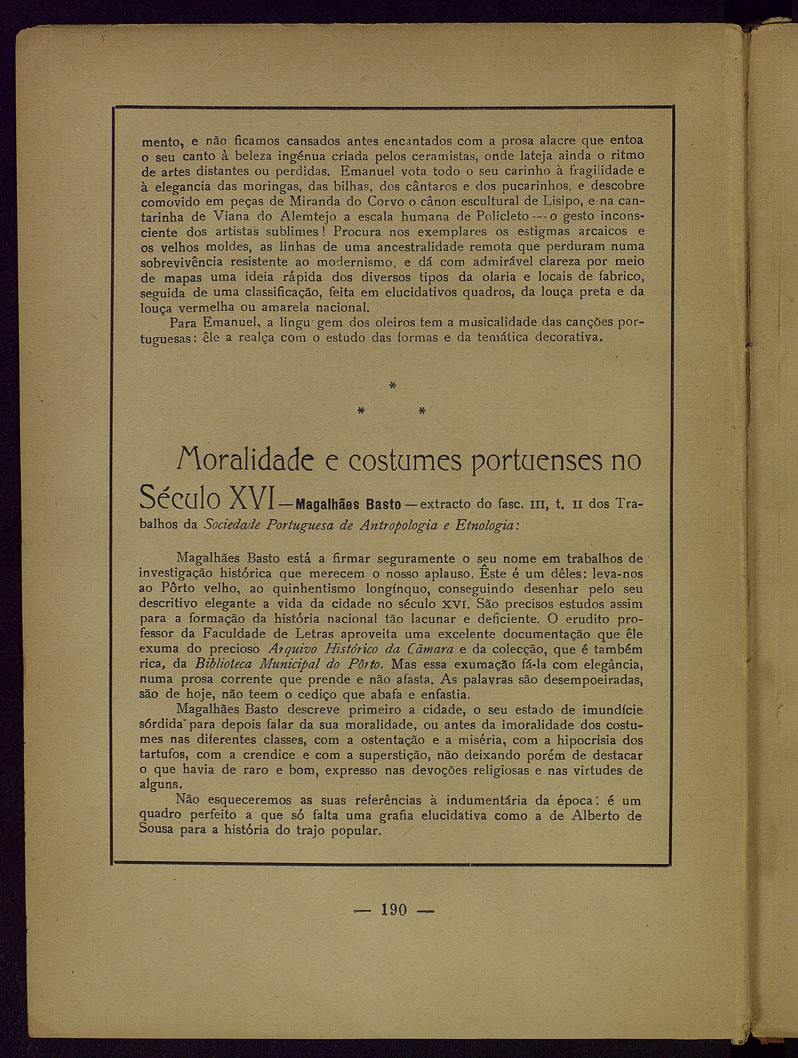 mento, e não ficamos cansados antes encantados com a prosa alacre que entoa
o seu canto à beleza ingénua criada pelos ceramistas, onde lateja ainda o ritmo
de artes distantes ou perdidas. Emanuel vota todo o seu carinho à fragilidade e
à elegancia das moringas, das bilhas, dos cântaros e dos pucarinhos, e descobre
comovido em peças de Miranda do Corvo o cânon escultural de Lisipo, e na can-
tarinha de Viana do Alemtejo a escala humana de Policleto — o gesto incons-
ciente dos artistas sublimes! Procura nos exemplares os estigmas arcaicos e
os velhos moldes, as linhas de uma ancestralidade remota que perduram numa
sobrevivência resistente ao modernismo, e dá com admirável clareza por meio
de mapas uma ideia rápida dos diversos tipos da olaria e locais de fabrico,
seguida de uma classificação, feita em elucidativos quadros, da louça preta e da
louça vermelha ou amarela nacional.
Para Emanuel, a lingu gem dos oleiros tem a musicalidade das canções por-
tuguesas: êle a realça com o estudo das formas e da temática decorativa.
*
* *
Moralidade e costumes portuenses no
Século XVI — Magalhães Basto — extracto do fasc. III, t. II dos Tra-
balhos da Sociedade Portuguesa de Antropologia e Etnologia:
Magalhães Basto está a firmar seguramente o seu nome em trabalhos de
investigação histórica que merecem o nosso aplauso. Êste é um dêles: leva-nos
ao Pôrto velho, ao quinhentismo longínquo, conseguindo desenhar pelo seu
descritivo elegante a vida da cidade no século XVI. São precisos estudos assim
para a formação da história nacional tão lacunar e deficiente. O erudito pro-
fessor da Faculdade de Letras aproveita uma excelente documentação que êle
exuma do precioso Arquivo Histórico da Câmara e da colecção, que é também
rica, da Biblioteca Municipal do Pôrto. Mas essa exumação fá-la com elegância,
numa prosa corrente que prende e não afasta. As palavras são desempoeiradas,
são de hoje, não teem o cediço que abafa e enfastia.
Magalhães Basto descreve primeiro a cidade, o seu estado de imundície
sórdida para depois falar da sua moralidade, ou antes da imoralidade dos costu-
mes nas diferentes classes, com a ostentação e a miséria, com a hipocrisia dos
tartufos, com a crendice e com a superstição, não deixando porém de destacar
o que havia de raro e bom, expresso nas devoções religiosas e nas virtudes de
alguns.
Não esqueceremos as suas referências à indumentária da época: é um
quadro perfeito a que só falta uma grafia elucidativa como a de Alberto de
Sousa para a história do trajo popular.
— 190 —